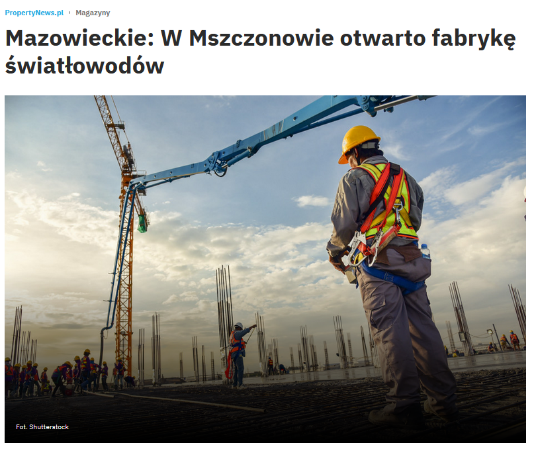 PropertyNews.pl › Magazyny
Mazowieckie: W Mszczonowie otwarto fabrykę
światłowodów
Fot. Shutterstock